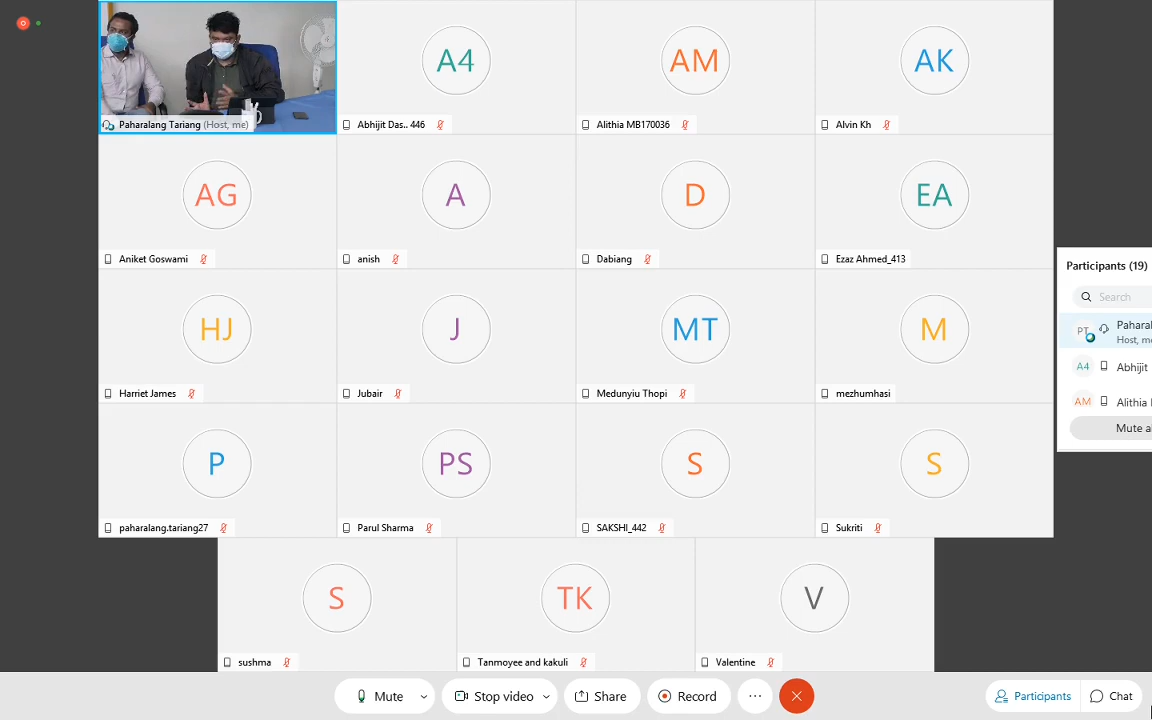 Paharalang Tariang (Host, me)
A4
Abhijit Das.. 446
AM
Alithia MB170036
AK
Alvin Kh
AG
Aniket Goswami
A
anish
D
Dabiang
EA
Ezaz Ahmed_413
HJ
Harriet James
J
Jubair
MT
Medunyiu Thopi
M
mezhumhasi
P
paharalang.tariang27
PS
Parul Sharma
S
SAKSHI_442
S
Sukriti
S
sushma
TK
Tanmoyee and kakuli
V
Valentine
Participants (19)
Search
PT
Paharal
Host, me
A4
Abhijit
AM
Alithia
Mute al
Mute
Stop video
Share
Record
Participants
Chat